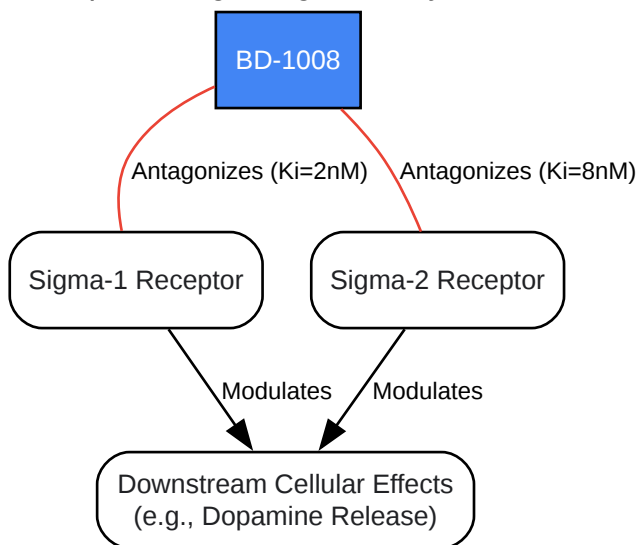 BD-1008
Antagonizes (Ki=2nM)
Antagonizes (Ki=8nM)
Sigma-1 Receptor
Sigma-2 Receptor
Modulates
Modulates
Downstream Cellular Effects
(e.g., Dopamine Release)